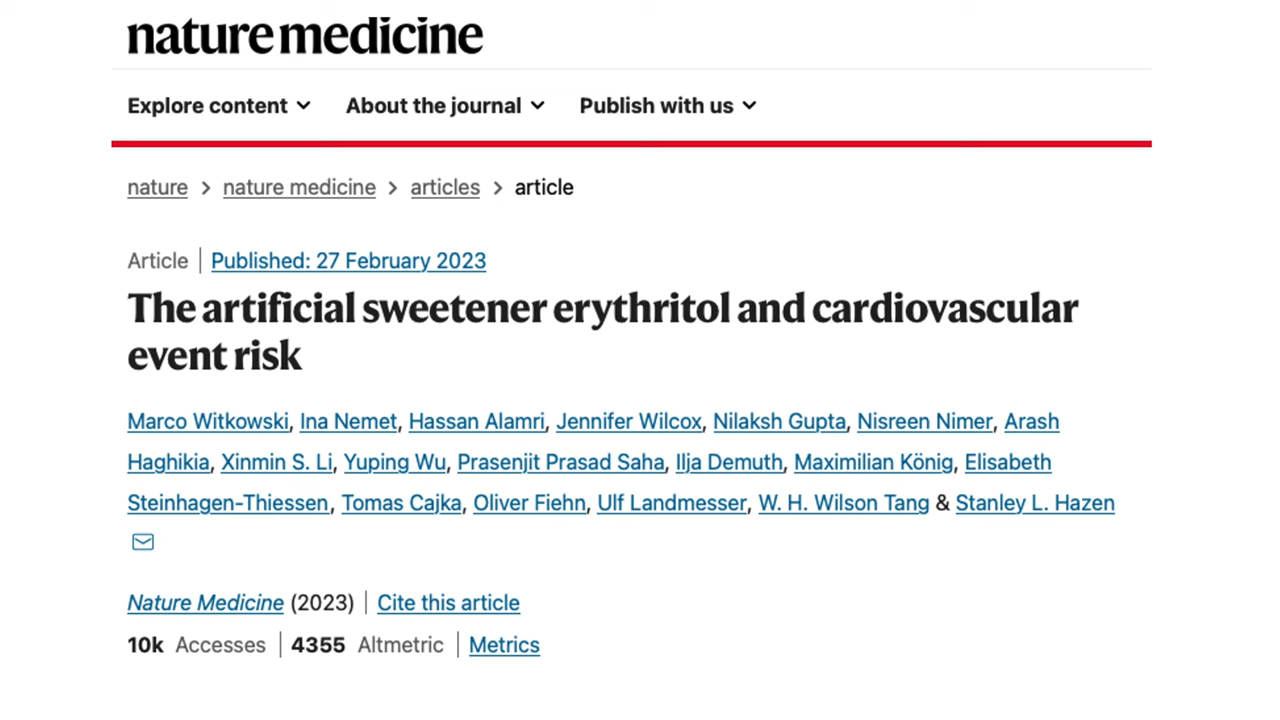 nature medicine
Explore content About the journal Publish with us
nature > nature medicine > articles > article
Article | Published: 27 February 2023
The artificial sweetener erythritol and cardiovascular
event risk
Marco Witkowski, Ina Nemet, Hassan Alamri, Jennifer Wilcox, Nilaksh Gupta, Nisreen Nimer, Arash
Haghikia, Xinmin S. Li, Yuping Wu, Prasenjit Prasad Saha, Ilja Demuth, Maximilian König, Elisabeth
Steinhagen-Thiessen, Tomas Cajka, Oliver Fiehn, Ulf Landmesser, W. H. Wilson Tang & Stanley L. Hazen
Nature Medicine (2023) | Cite this article
10k Accesses | 4355 Altmetric | Metrics